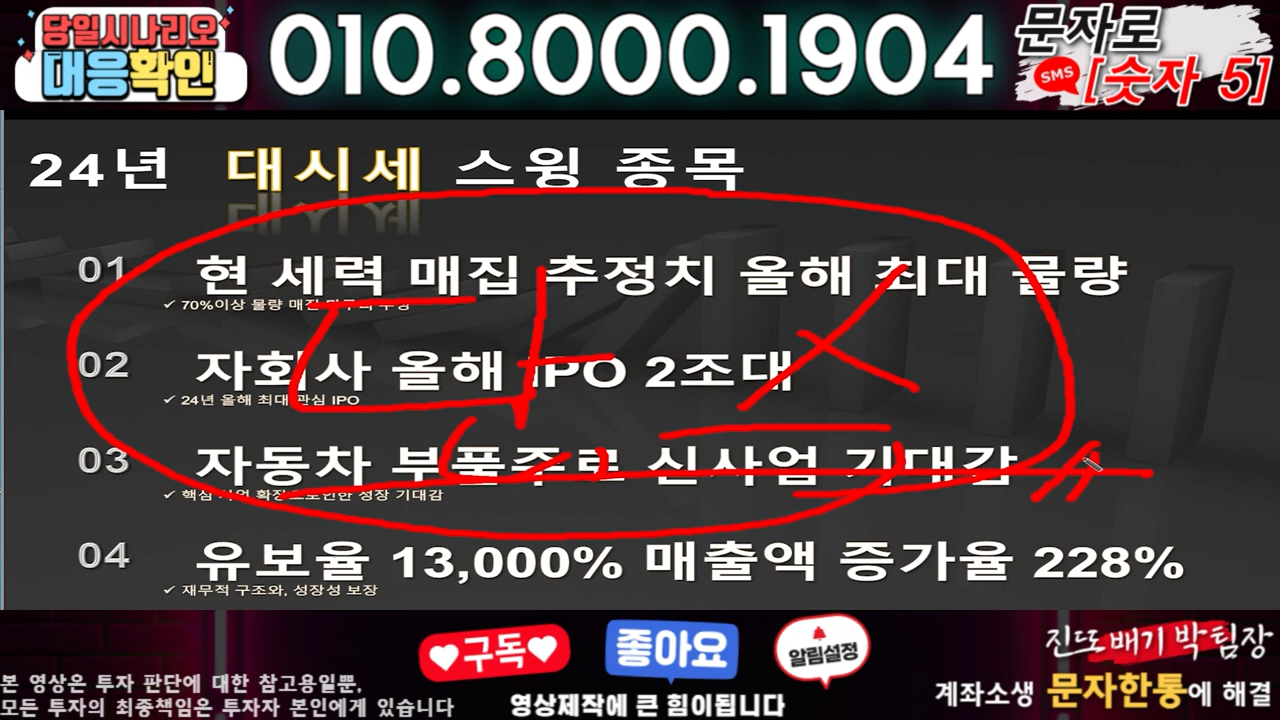 당일시나리오
대응확인
010.8000.1904
문자로
SMS [숫자 5]
24년 대시세 스윙 종목
01 현 세력 매집 추정치 올해 최대 물량
✓ 70%이상 물량 매집
02 자회사 올해 IPO 2조대
✓ 24년 올해 최대 관심 IPO
03 자동차 부품주로 신사업 기대감
✓ 핵심 사업 확장으로인한 성장 기대감
04 유보율 13,000% 매출액 증가율 228%
✓ 재무적 구조와, 성장성 보장
구독
좋아요
알림설정
영상제작에 큰 힘이됩니다
본 영상은 투자 판단에 대한 참고용일뿐,
모든 투자의 최종책임은 투자자 본인에게 있습니다
진또배기 박팀장
계좌소생 문자한통에 해결